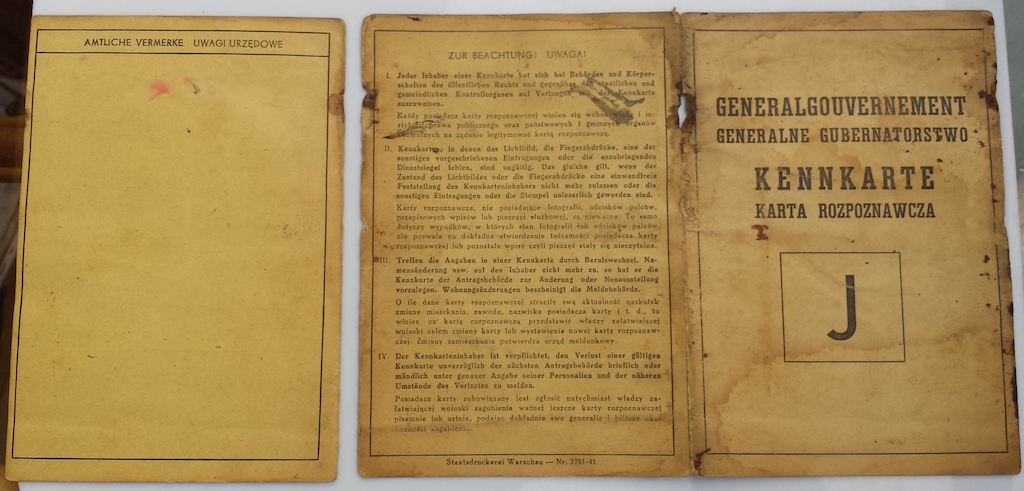 AMTLICHE VERMERKE UWAGI URZĘDOWE
ZUR BEACHTUNG! UWAGA!
I. Jeder Inhaber einer Kennkarte hat sich bei Behörden und Körper-
schaften des öffentlichen Rechts und gegenüber den staatlichen und
gemeindlichen Kontrollorganen auf Verlangen mit der Kennkarte
auszuweisen.
Każdy posiadacz karty rozpoznawczej winien się wobec władz i in-
stytucji prawa publicznego oraz państwowych i gminnych organów
kontrolnych na żądanie legitymować kartą rozpoznawczą.
II. Kennkarten, in denen das Lichtbild, die Fingerabdrücke, eine der
sonstigen vorgeschriebenen Eintragungen oder die anzubringenden
Dienstsiegel fehlen, sind ungültig. Das gleiche gilt, wenn der
Zustand des Lichtbildes oder die Fingerabdrücke eine einwandfreie
Feststellung des Kennkarteninhabers nicht mehr zulassen oder die
sonstigen Eintragungen oder die Stempel unleserlich geworden sind.
Karty rozpoznawcze, nie posiadające fotografii, odcisków palców,
przepisowych wpisów lub pieczęci służbowej, są nieważne. To samo
dotyczy wypadków, w których stan fotografii lub odcisków palców
nie pozwala na dokładne stwierdzenie tożsamości posiadacza karty
rozpoznawczej lub pozostałe wpisy czyli pieczęć stały się nieczytelne.
III. Treffen die Angaben in einer Kennkarte durch Berufswechsel, Na-
mensänderung usw. auf den Inhaber nicht mehr zu, so hat er die
Kennkarte der Antragsbehörde zur Änderung oder Neuausstellung
vorzulegen. Wohnungsänderungen bescheinigt die Meldebehörde.
O ile dane karty rozpoznawczej straciły swą aktualność naskutek
zmiany mieszkania, zawodu, nazwiska posiadacza karty i t. d., to
winien on kartę rozpoznawczą przedstawić władzy załatwiającej
wnioski celem zmiany karty lub wystawienia nowej karty rozpoznaw-
czej. Zmiany zamieszkania potwierdza urząd meldunkowy.
IV. Der Kennkarteninhaber ist verpflichtet, den Verlust einer gültigen
Kennkarte unverzüglich der nächsten Antragsbehörde brieflich oder
mündlich unter genauer Angabe seiner Personalien und der näheren
Umstände des Verlustes zu melden.
Posiadacz karty zobowiązany jest zgłosić natychmiast władzy za-
łatwiającej wnioski zagubienia ważnej jeszcze karty rozpoznawczej
pisemnie lub ustnie, podając dokładnie swe generalie i bliższe oko-
liczności zagubienia.
Staatsdruckerei Warschau — Nr. 3751-41.
GENERALGOUVERNEMENT
GENERALNE GUBERNATORSTWO
KENNKARTE
KARTA ROZPOZNAWCZA
J